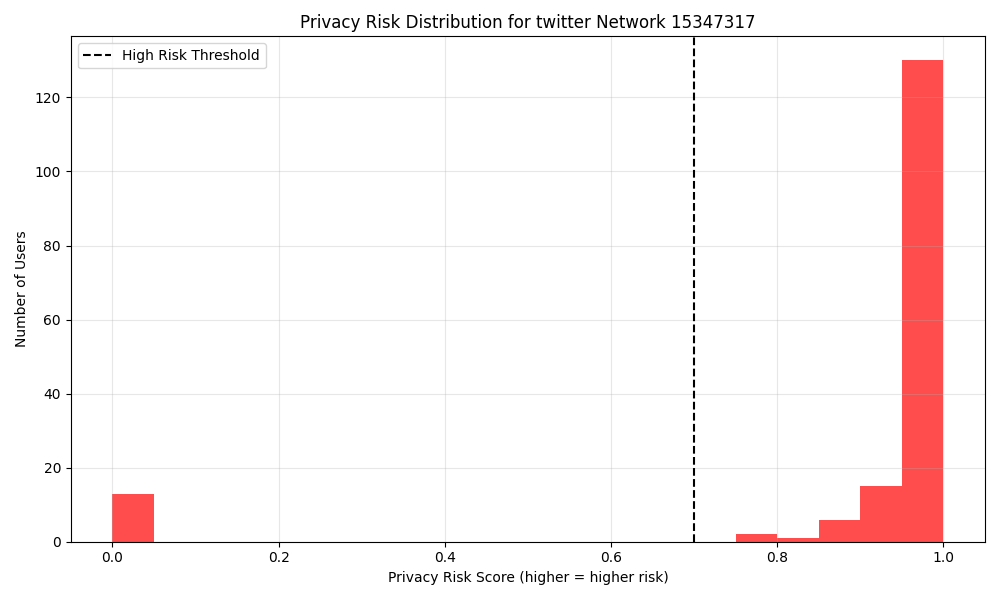 Privacy Risk Distribution for twitter Network 15347317
High Risk Threshold
Number of Users
120
100
80
60
40
20
0
0.0 0.2 0.4 0.6 0.8 1.0
Privacy Risk Score (higher = higher risk)